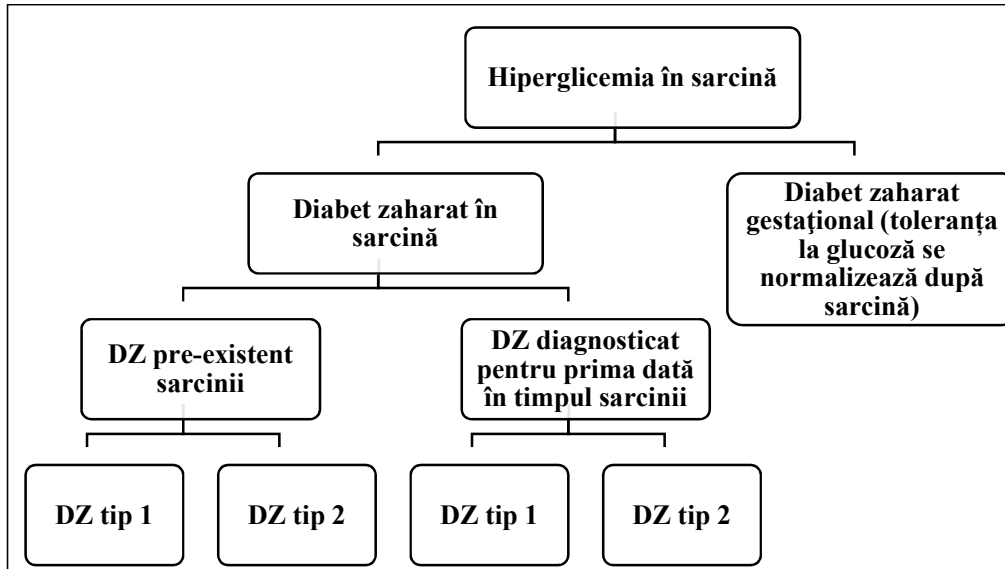 Hiperglicemia în sarcină
Diabet zaharat în
sarcină
Diabet zaharat
gestaţional (toleranța
la glucoză se
normalizează după
sarcină)
DZ pre-existent
sarcinii
DZ diagnosticat
pentru prima dată
în timpul sarcinii
DZ tip 1
DZ tip 2
DZ tip 1
DZ tip 2